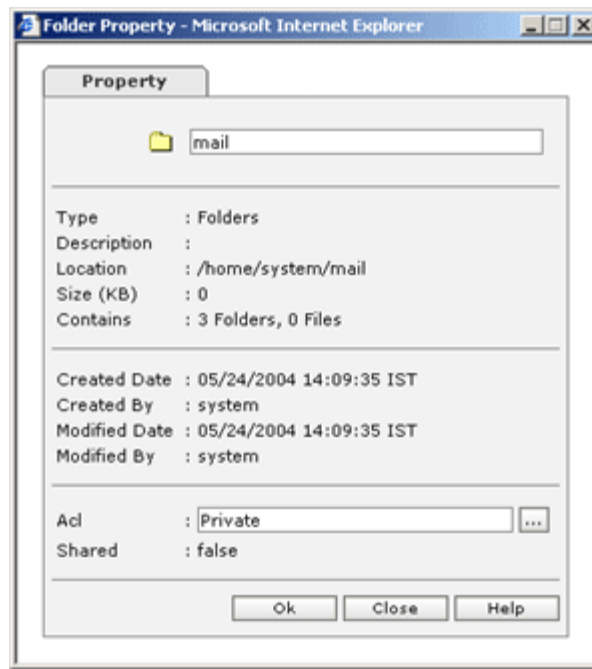 Folder Property - Microsoft Internet Explorer
Property
mail
Type : Folders
Description :
Location : /home/system/mail
Size (KB) : 0
Contains : 3 Folders, 0 Files
Created Date : 05/24/2004 14:09:35 IST
Created By : system
Modified Date : 05/24/2004 14:09:35 IST
Modified By : system
Acl : Private ...
Shared : false
Ok Close Help